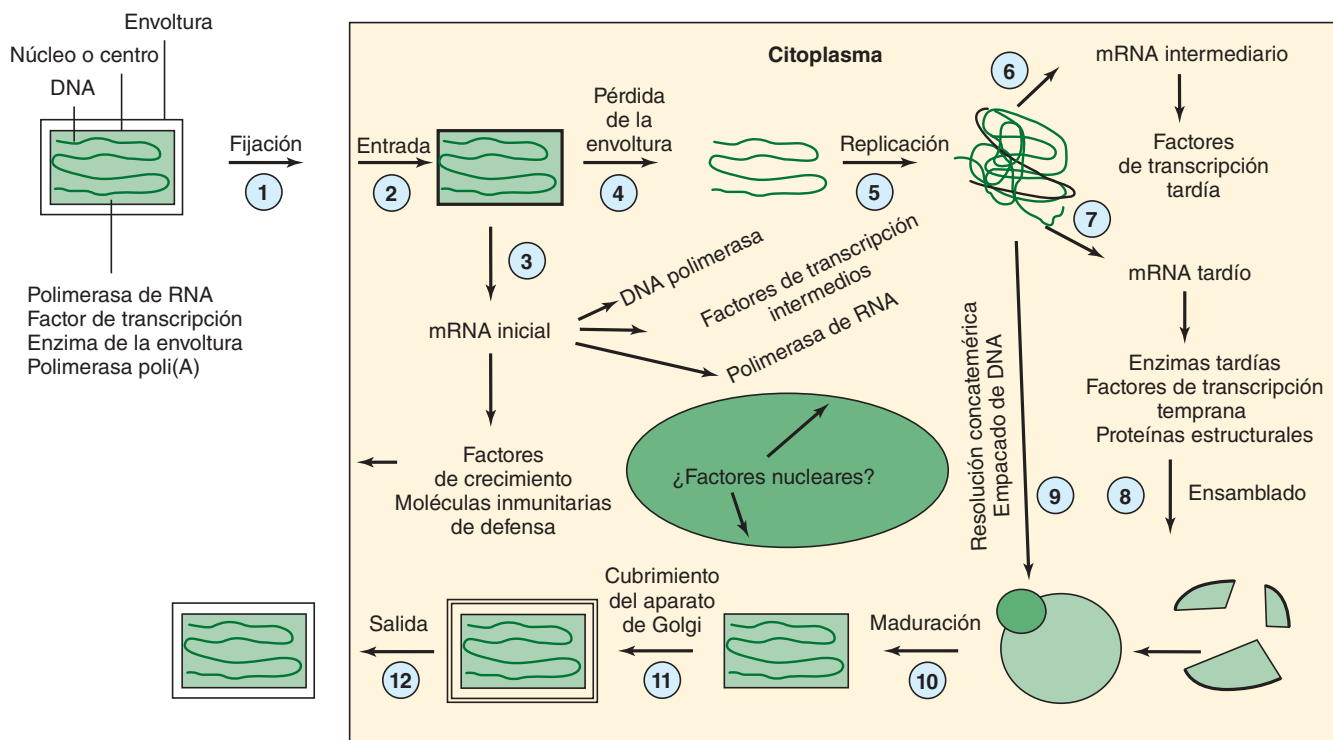 Envoltura
Núcleo o centro
DNA
Polimerasa de RNA
Factor de transcripción
Enzima de la envoltura
Polimerasa poli(A)
Fijación
1
Citoplasma
Entrada
2
Pérdida
de la
envoltura
4
Replicación
5
6
mRNA intermediario
Factores
de transcripción
tardía
7
mRNA tardío
Enzimas tardías
Factores de transcripción
temprana
Proteínas estructurales
3
mRNA inicial
DNA polimerasa
Factores de transcripción
intermedios
Polimerasa de RNA
Factores
de crecimiento
Moléculas inmunitarias
de defensa
¿Factores nucleares?
Resolución concatemérica
Empacado de DNA
9
8
Ensamblado
Maduración
10
Cubrimiento
del aparato
de Golgi
11
Salida
12